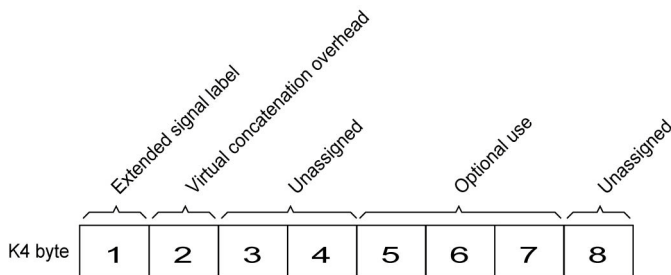 Extended signal label
Virtual concatenation overhead
Unassigned
Optional use
Unassigned
K4 byte 1 2 3 4 5 6 7 8